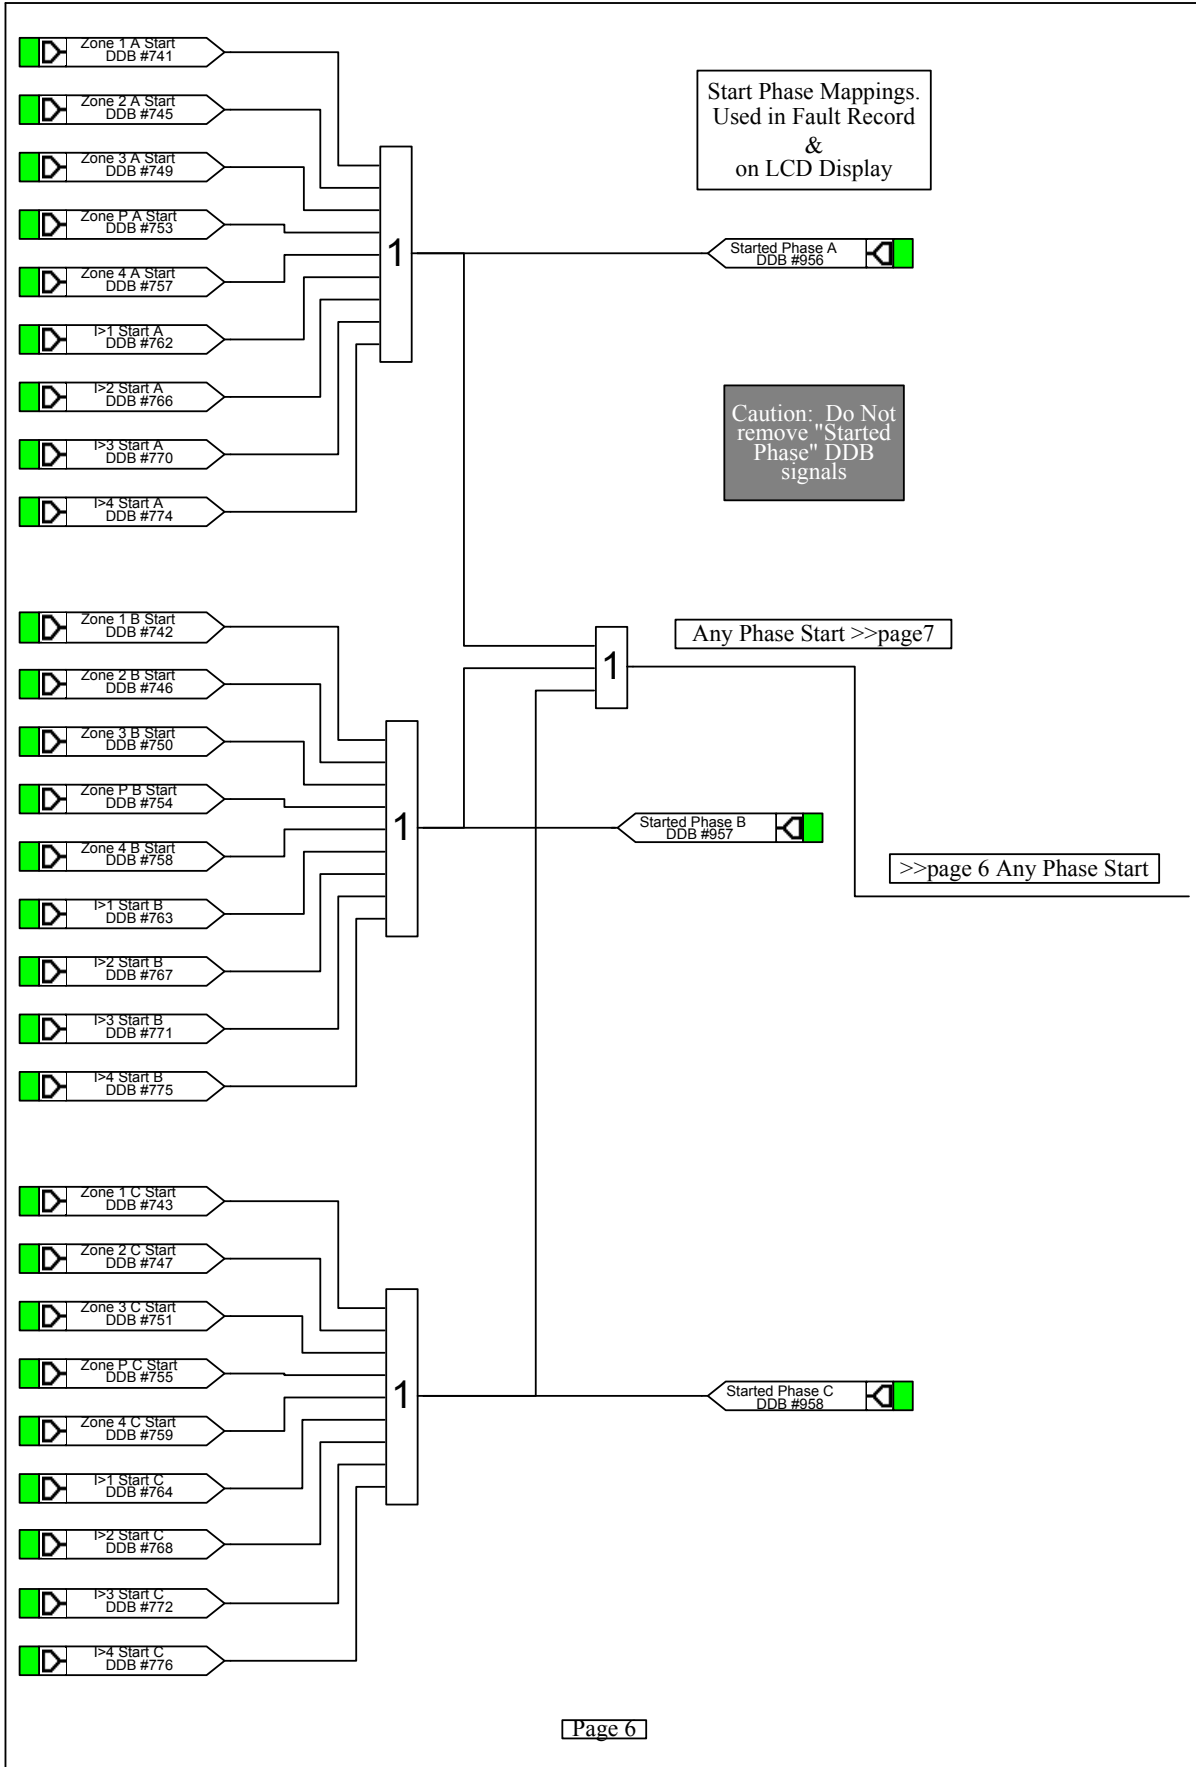 Zone 1 A Start
DDB #741
Zone 2 A Start
DDB #745
Zone 3 A Start
DDB #749
Zone P A Start
DDB #753
Zone 4 A Start
DDB #757
I>1 Start A
DDB #762
I>2 Start A
DDB #766
I>3 Start A
DDB #770
I>4 Start A
DDB #774
1
Start Phase Mappings.
Used in Fault Record
&
on LCD Display
Started Phase A
DDB #956
Caution: Do Not
remove "Started
Phase" DDB
signals
Zone 1 B Start
DDB #742
Zone 2 B Start
DDB #746
Zone 3 B Start
DDB #750
Zone P B Start
DDB #754
Zone 4 B Start
DDB #758
I>1 Start B
DDB #763
I>2 Start B
DDB #767
I>3 Start B
DDB #771
I>4 Start B
DDB #775
1
1
Any Phase Start >>page7
Started Phase B
DDB #957
>>page 6 Any Phase Start
Zone 1 C Start
DDB #743
Zone 2 C Start
DDB #747
Zone 3 C Start
DDB #751
Zone P C Start
DDB #755
Zone 4 C Start
DDB #759
I>1 Start C
DDB #764
I>2 Start C
DDB #768
I>3 Start C
DDB #772
I>4 Start C
DDB #776
1
Started Phase C
DDB #958
Page 6